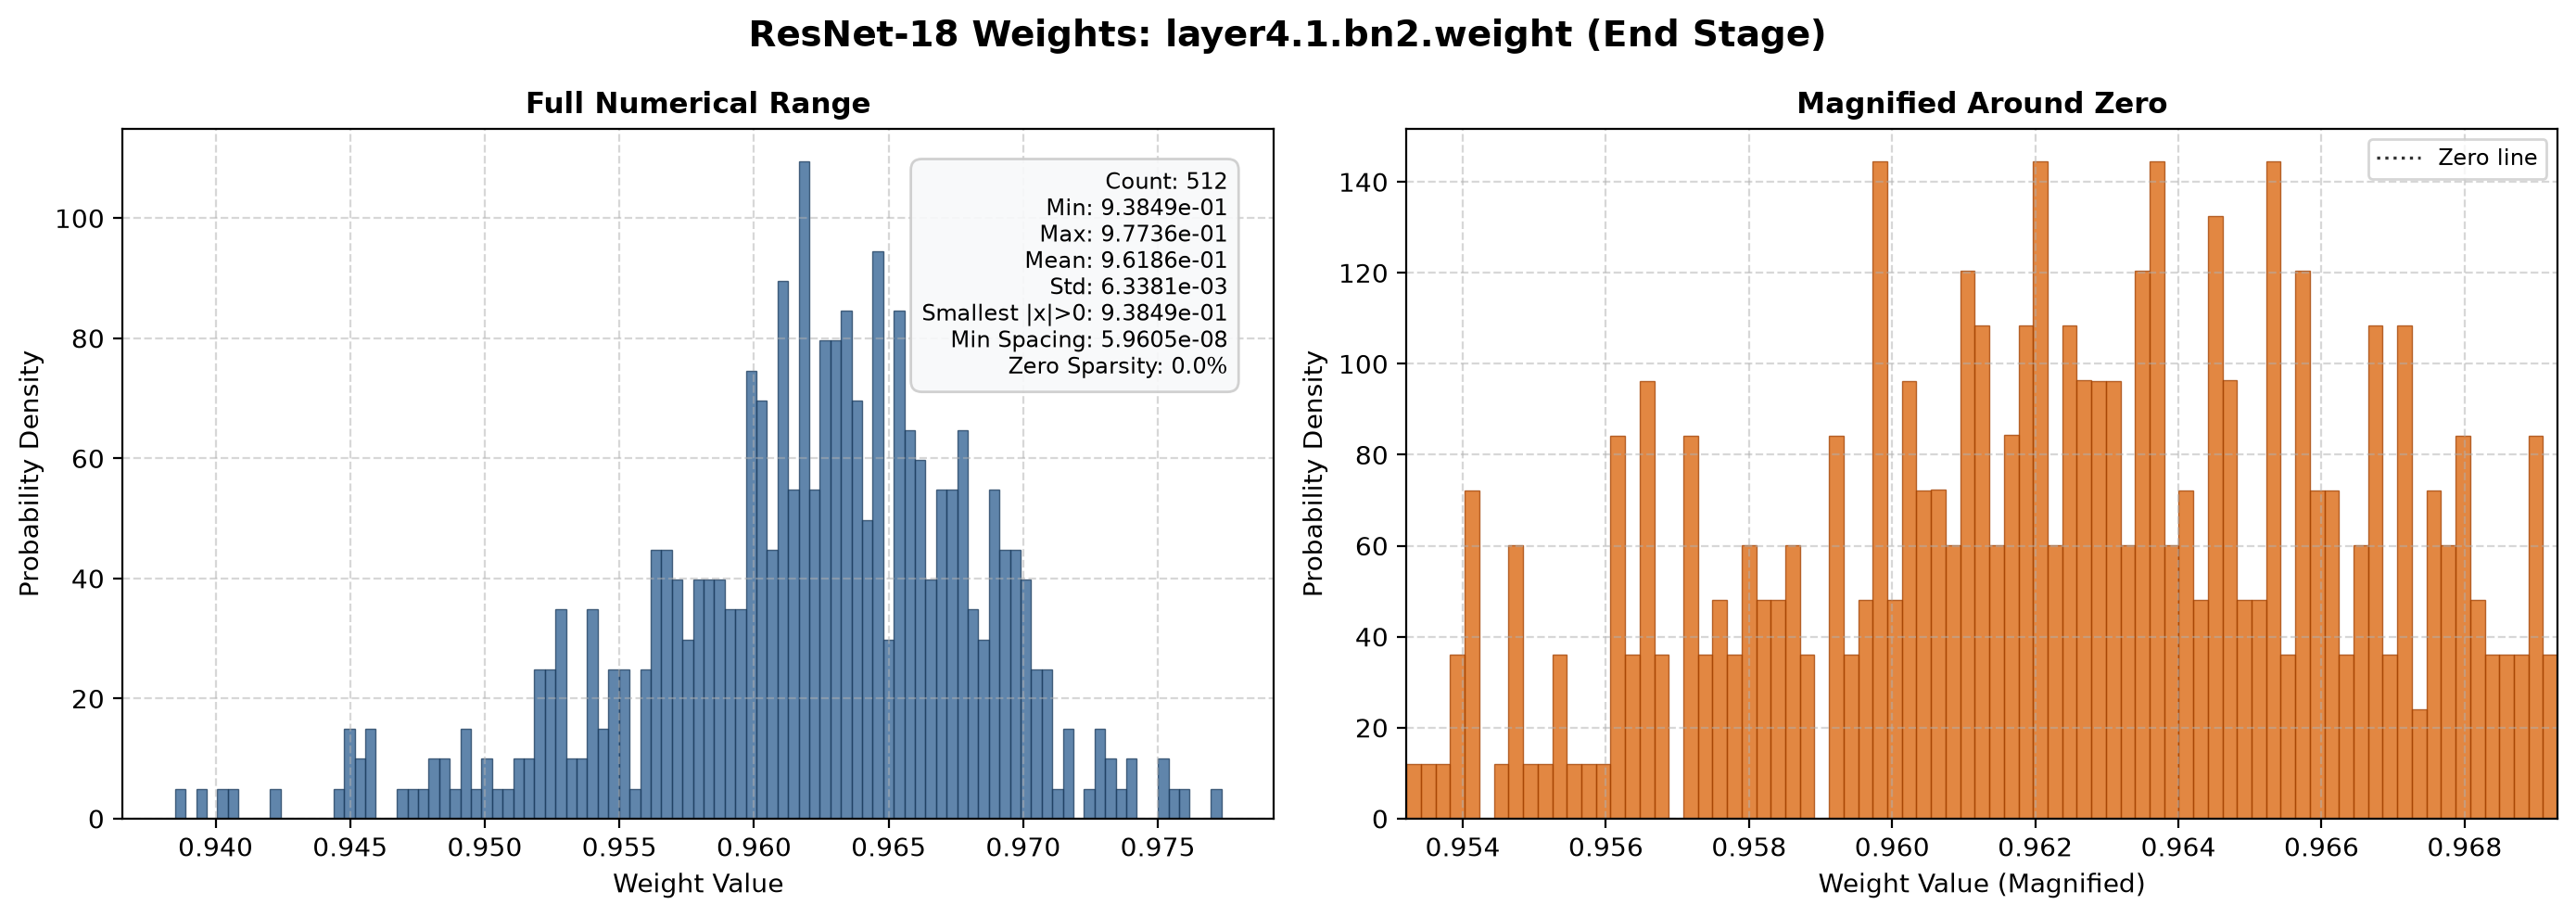 ResNet-18 Weights: layer4.1.bn2.weight (End Stage)
Full Numerical Range
Probability Density
100
80
60
40
20
0
Count: 512
Min: 9.3849e-01
Max: 9.7736e-01
Mean: 9.6186e-01
Std: 6.3381e-03
Smallest |x|>0: 9.3849e-01
Min Spacing: 5.9605e-08
Zero Sparsity: 0.0%
0.940 0.945 0.950 0.955 0.960 0.965 0.970 0.975
Weight Value
Magnified Around Zero
Probability Density
140
120
100
80
60
40
20
0
Zero line
0.954 0.956 0.958 0.960 0.962 0.964 0.966 0.968
Weight Value (Magnified)